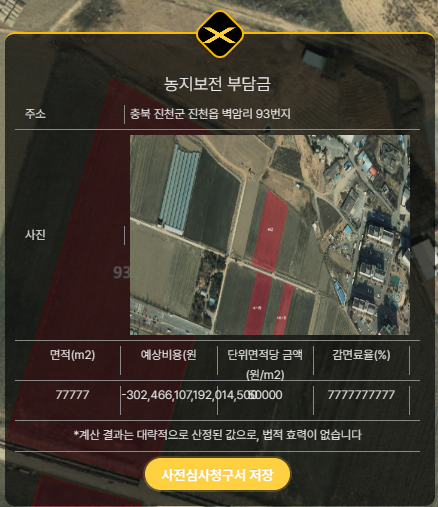 농지보전 부담금
주소 충북 진천군 진천읍 벽암리 93번지
사진
93
면적(m2) 예상비용(원 단위면적당 금액 (원/m2) 감면료율(%)
77777 -302,466,107,192,014,50 50000 7777777777
*계산 결과는 대략적으로 산정된 값으로, 법적 효력이 없습니다
사전심사청구서 저장